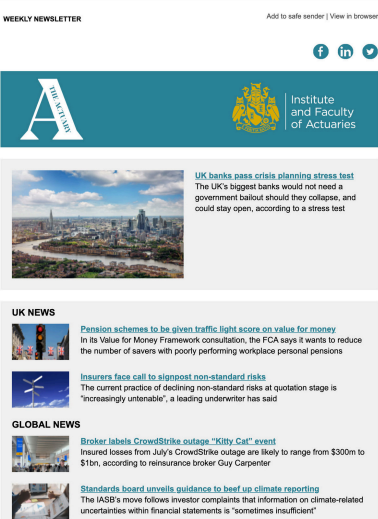 WEEKLY NEWSLETTER
Add to safe sender | View in browser
A
THE ACTUARY
Institute
and Faculty
of Actuaries
UK banks pass crisis planning stress test
The UK's biggest banks would not need a
government bailout should they collapse, and
could stay open, according to a stress test
UK NEWS
Pension schemes to be given traffic light score on value for money
In its Value for Money Framework consultation, the FCA says it wants to reduce
the number of savers with poorly performing workplace personal pensions
Insurers face call to signpost non-standard risks
The current practice of declining non-standard risks at quotation stage is
"increasingly untenable", a leading underwriter has said
GLOBAL NEWS
Broker labels CrowdStrike outage "Kitty Cat" event
Insured losses from July's CrowdStrike outage are likely to range from $300m to
$1bn, according to reinsurance broker Guy Carpenter
Standards board unveils guidance to beef up climate reporting
The IASB's move follows investor complaints that information on climate-related
uncertainties within financial statements is "sometimes insufficient"